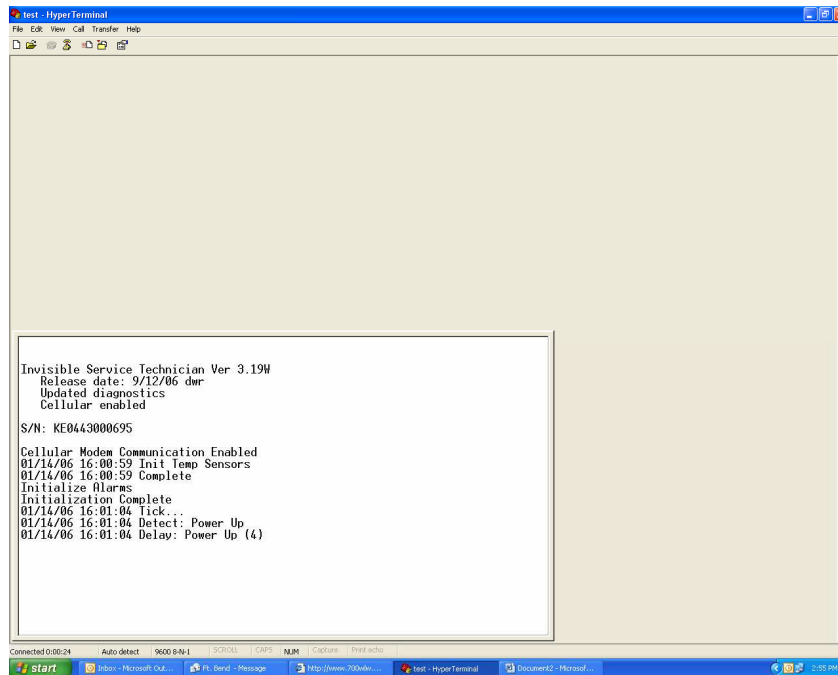 test - HyperTerminal
File Edit View Call Transfer Help
Invisible Service Technician Ver 3.19W
Release date: 9/12/06 dwr
Updated diagnostics
Cellular enabled
S/N: KE0443000695
Cellular Modem Communication Enabled
01/14/06 16:00:59 Init Temp Sensors
01/14/06 16:00:59 Complete
Initialize Alarms
Initialization Complete
01/14/06 16:01:04 Tick...
01/14/06 16:01:04 Detect: Power Up
01/14/06 16:01:04 Delay: Power Up (4)
Connected 0:00:24 Auto detect 9600 8-N-1 SCROLL CAPS NUM Capture Print echo
start Inbox - Microsoft Out... Ft. Bend - Message test - HyperTerminal Document2 - Microsof... 2:55 PM